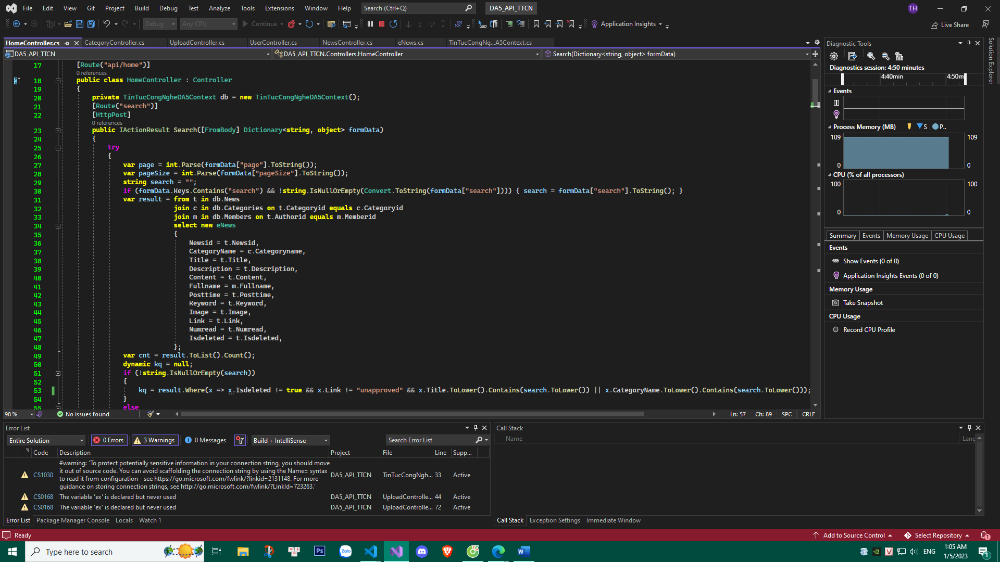 File Edit View Git Project Build Debug Test Analyze Tools Extensions Window Help Search (Ctrl+Q) DA5_API_TTCN TH
Debug Any CPU Continue Application Insights Live Share
HomeController.cs CategoryController.cs UploadController.cs UserController.cs NewsController.cs eNews.cs TinTucCongNg...A5Context.cs
DA5_API_TTCN DA5_API_TTCN.Controllers.HomeController Search(Dictionary<string, object> formData)
17 [Route("api/home")]
0 references
18 public class HomeController : Controller
19 {
20 private TinTucCongNgheDA5Context db = new TinTucCongNgheDA5Context();
21 [Route("search")]
22 [HttpPost]
0 references
23 public IActionResult Search([FromBody] Dictionary<string, object> formData)
24 {
25 try
26 {
27 var page = int.Parse(formData["page"].ToString());
28 var pageSize = int.Parse(formData["pageSize"].ToString());
29 string search = "";
30 if (formData.Keys.Contains("search") && !string.IsNullOrEmpty(Convert.ToString(formData["search"]))) { search = formData["search"].ToString(); }
31 var result = from t in db.News
32 join c in db.Categories on t.Categoryid equals c.Categoryid
33 join m in db.Members on t.Authorid equals m.Memberid
34 select new eNews
35 {
36 Newsid = t.Newsid,
37 CategoryName = c.Categoryname,
38 Title = t.Title,
39 Description = t.Description,
40 Content = t.Content,
41 Fullname = m.Fullname,
42 Posttime = t.Posttime,
43 Keyword = t.Keyword,
44 Image = t.Image,
45 Link = t.Link,
46 Numread = t.Numread,
47 Isdeleted = t.Isdeleted,
48 };
49 var cnt = result.ToList().Count();
50 dynamic kq = null;
51 if (!string.IsNullOrEmpty(search))
52 {
53 kq = result.Where(x => x.Isdeleted != true && x.Link != "unapproved" && x.Title.ToLower().Contains(search.ToLower()) || x.CategoryName.ToLower().Contains(search.ToLower()));
54 }
55 else
98 % No issues found Ln: 57 Ch: 89 SPC CRLF
Diagnostic Tools
Diagnostics session: 4:50 minutes
4:40min 4:50m
Events
Process Memory (MB) S P..
109 109
0 0
CPU (% of all processors)
100 100
0 0
Summary Events Memory Usage CPU Usage
Events
Show Events (0 of 0)
Application Insights Events (0 of 0)
Memory Usage
Take Snapshot
CPU Usage
Record CPU Profile
Solution Explorer
Error List
Entire Solution 0 Errors 3 Warnings 0 Messages Build + IntelliSense Search Error List
Code Description Project File Line Supp...
#warning: 'To protect potentially sensitive information in your connection string, you should move
it out of source code. You can avoid scaffolding the connection string by using the Name= syntax
CS1030 to read it from configuration - see https://go.microsoft.com/fwlink/?linkid=2131148. For more DA5_API_TTCN TinTucCongNgh... 33 Active
guidance on storing connection strings, see http://go.microsoft.com/fwlink/?LinkId=723263.'
CS0168 The variable 'ex' is declared but never used DA5_API_TTCN UploadControlle... 44 Active
CS0168 The variable 'ex' is declared but never used DA5_API_TTCN UploadControlle... 72 Active
Error List Package Manager Console Locals Watch 1
Call Stack
Name Lang
Call Stack Exception Settings Immediate Window
Ready Add to Source Control Select Repository 1
Type here to search Ps Zalo ENG 1:05 AM
1/5/2023 1